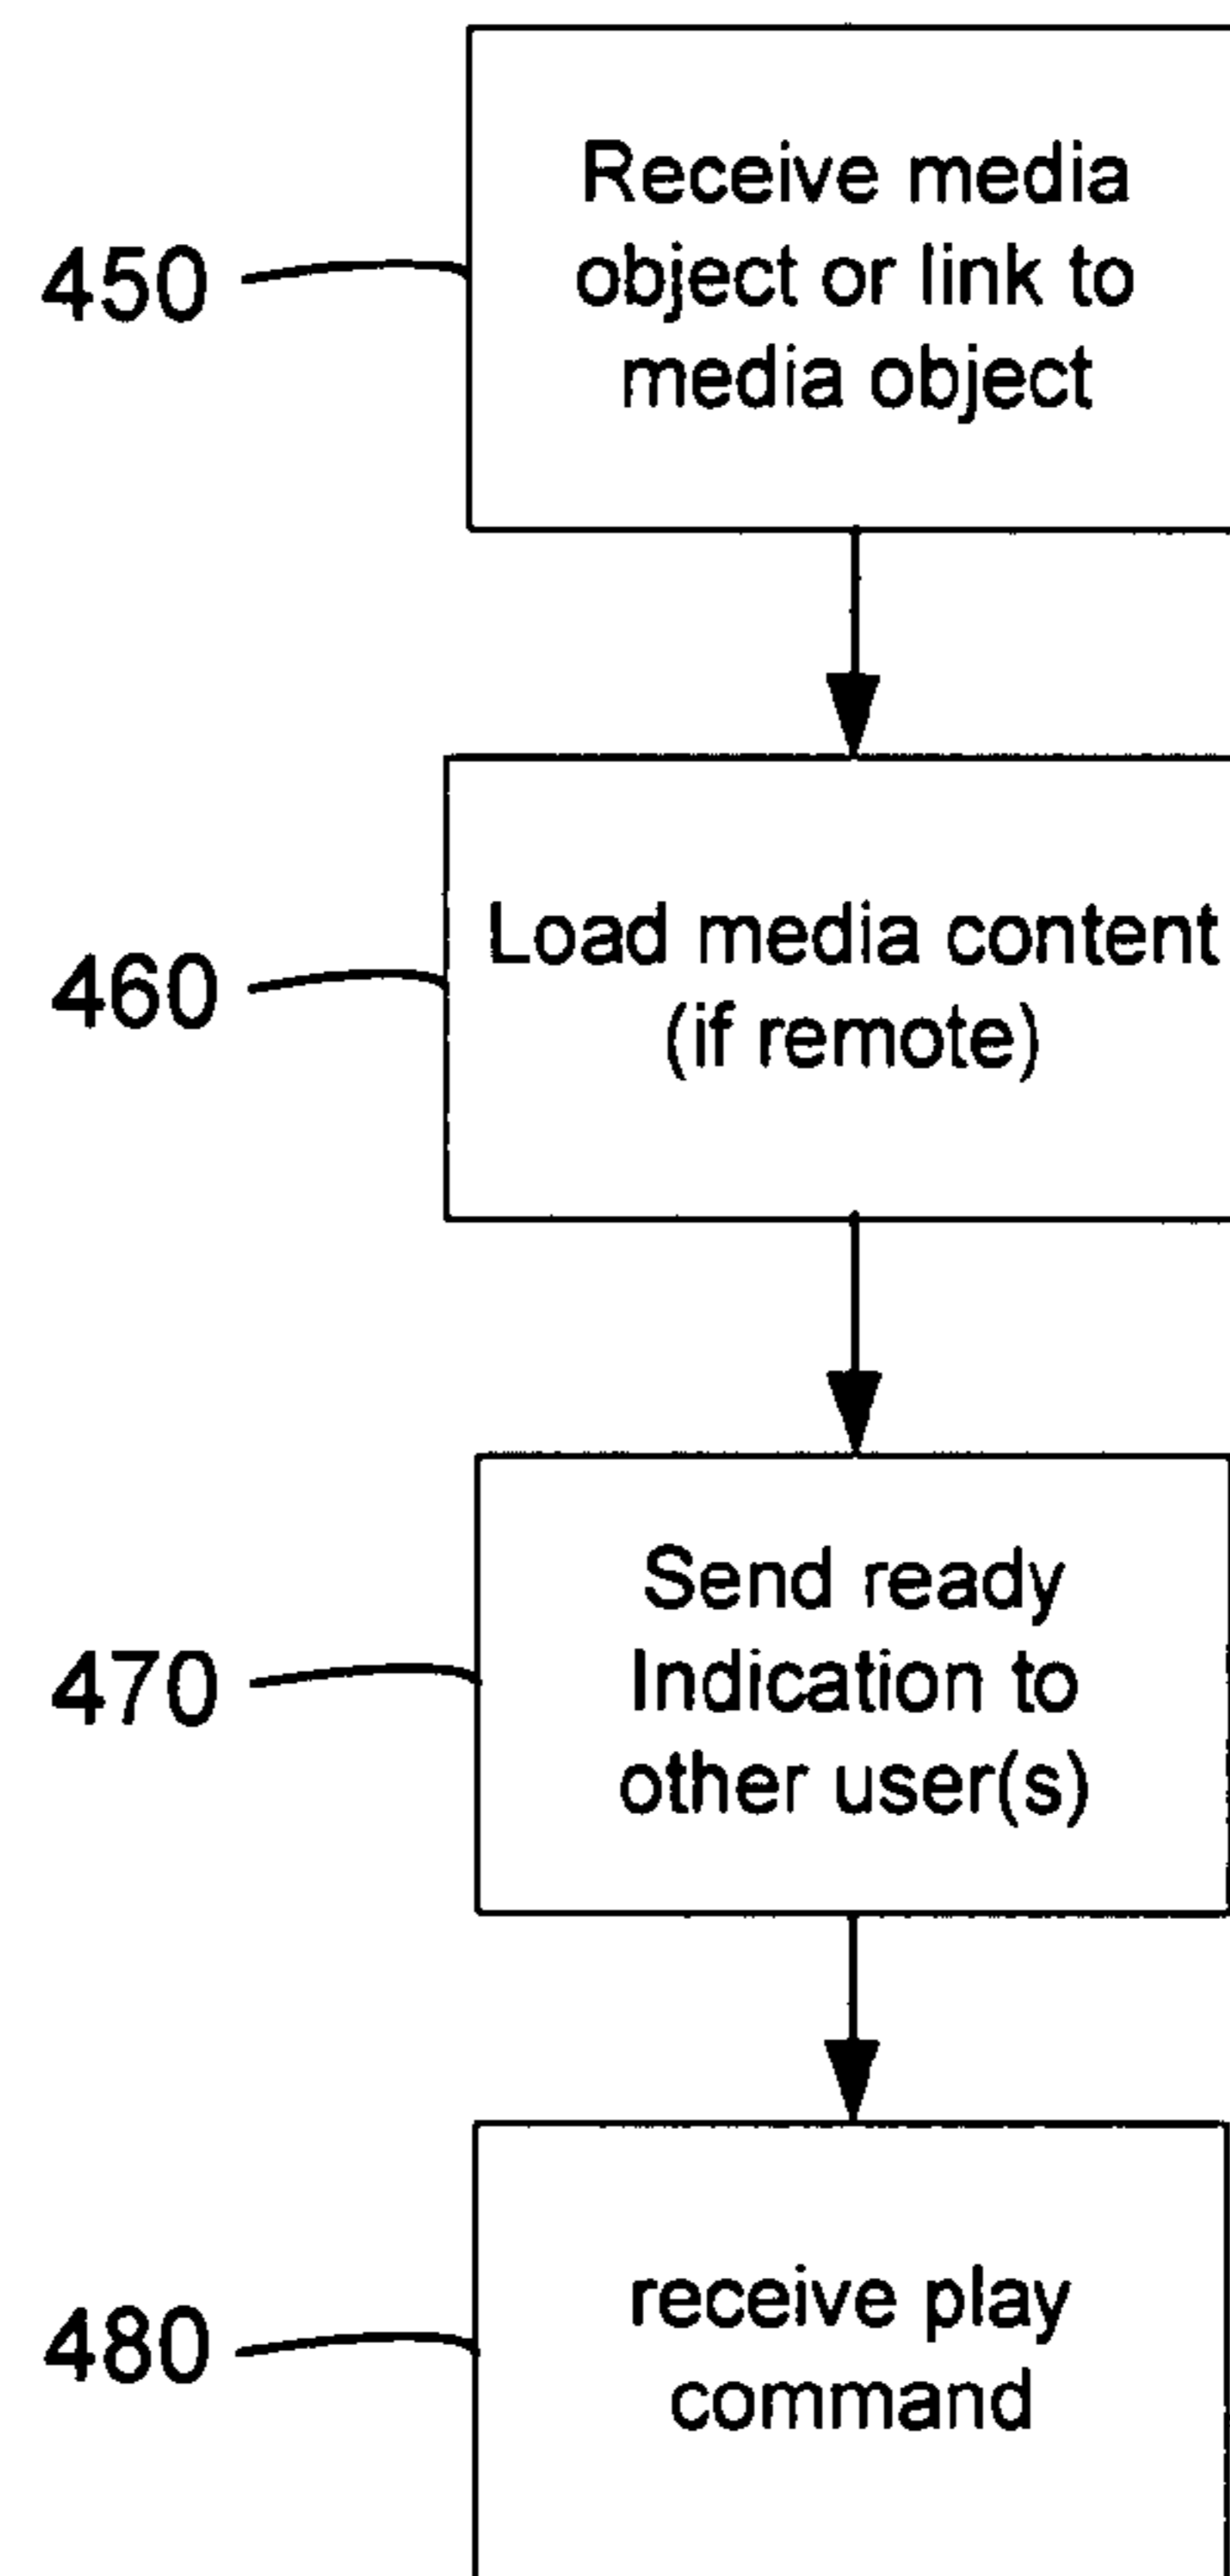 Receive media
object or link to
media object
450
Load media content
(if remote)
460
Send ready
Indication to
other user(s)
470
receive play
command
480